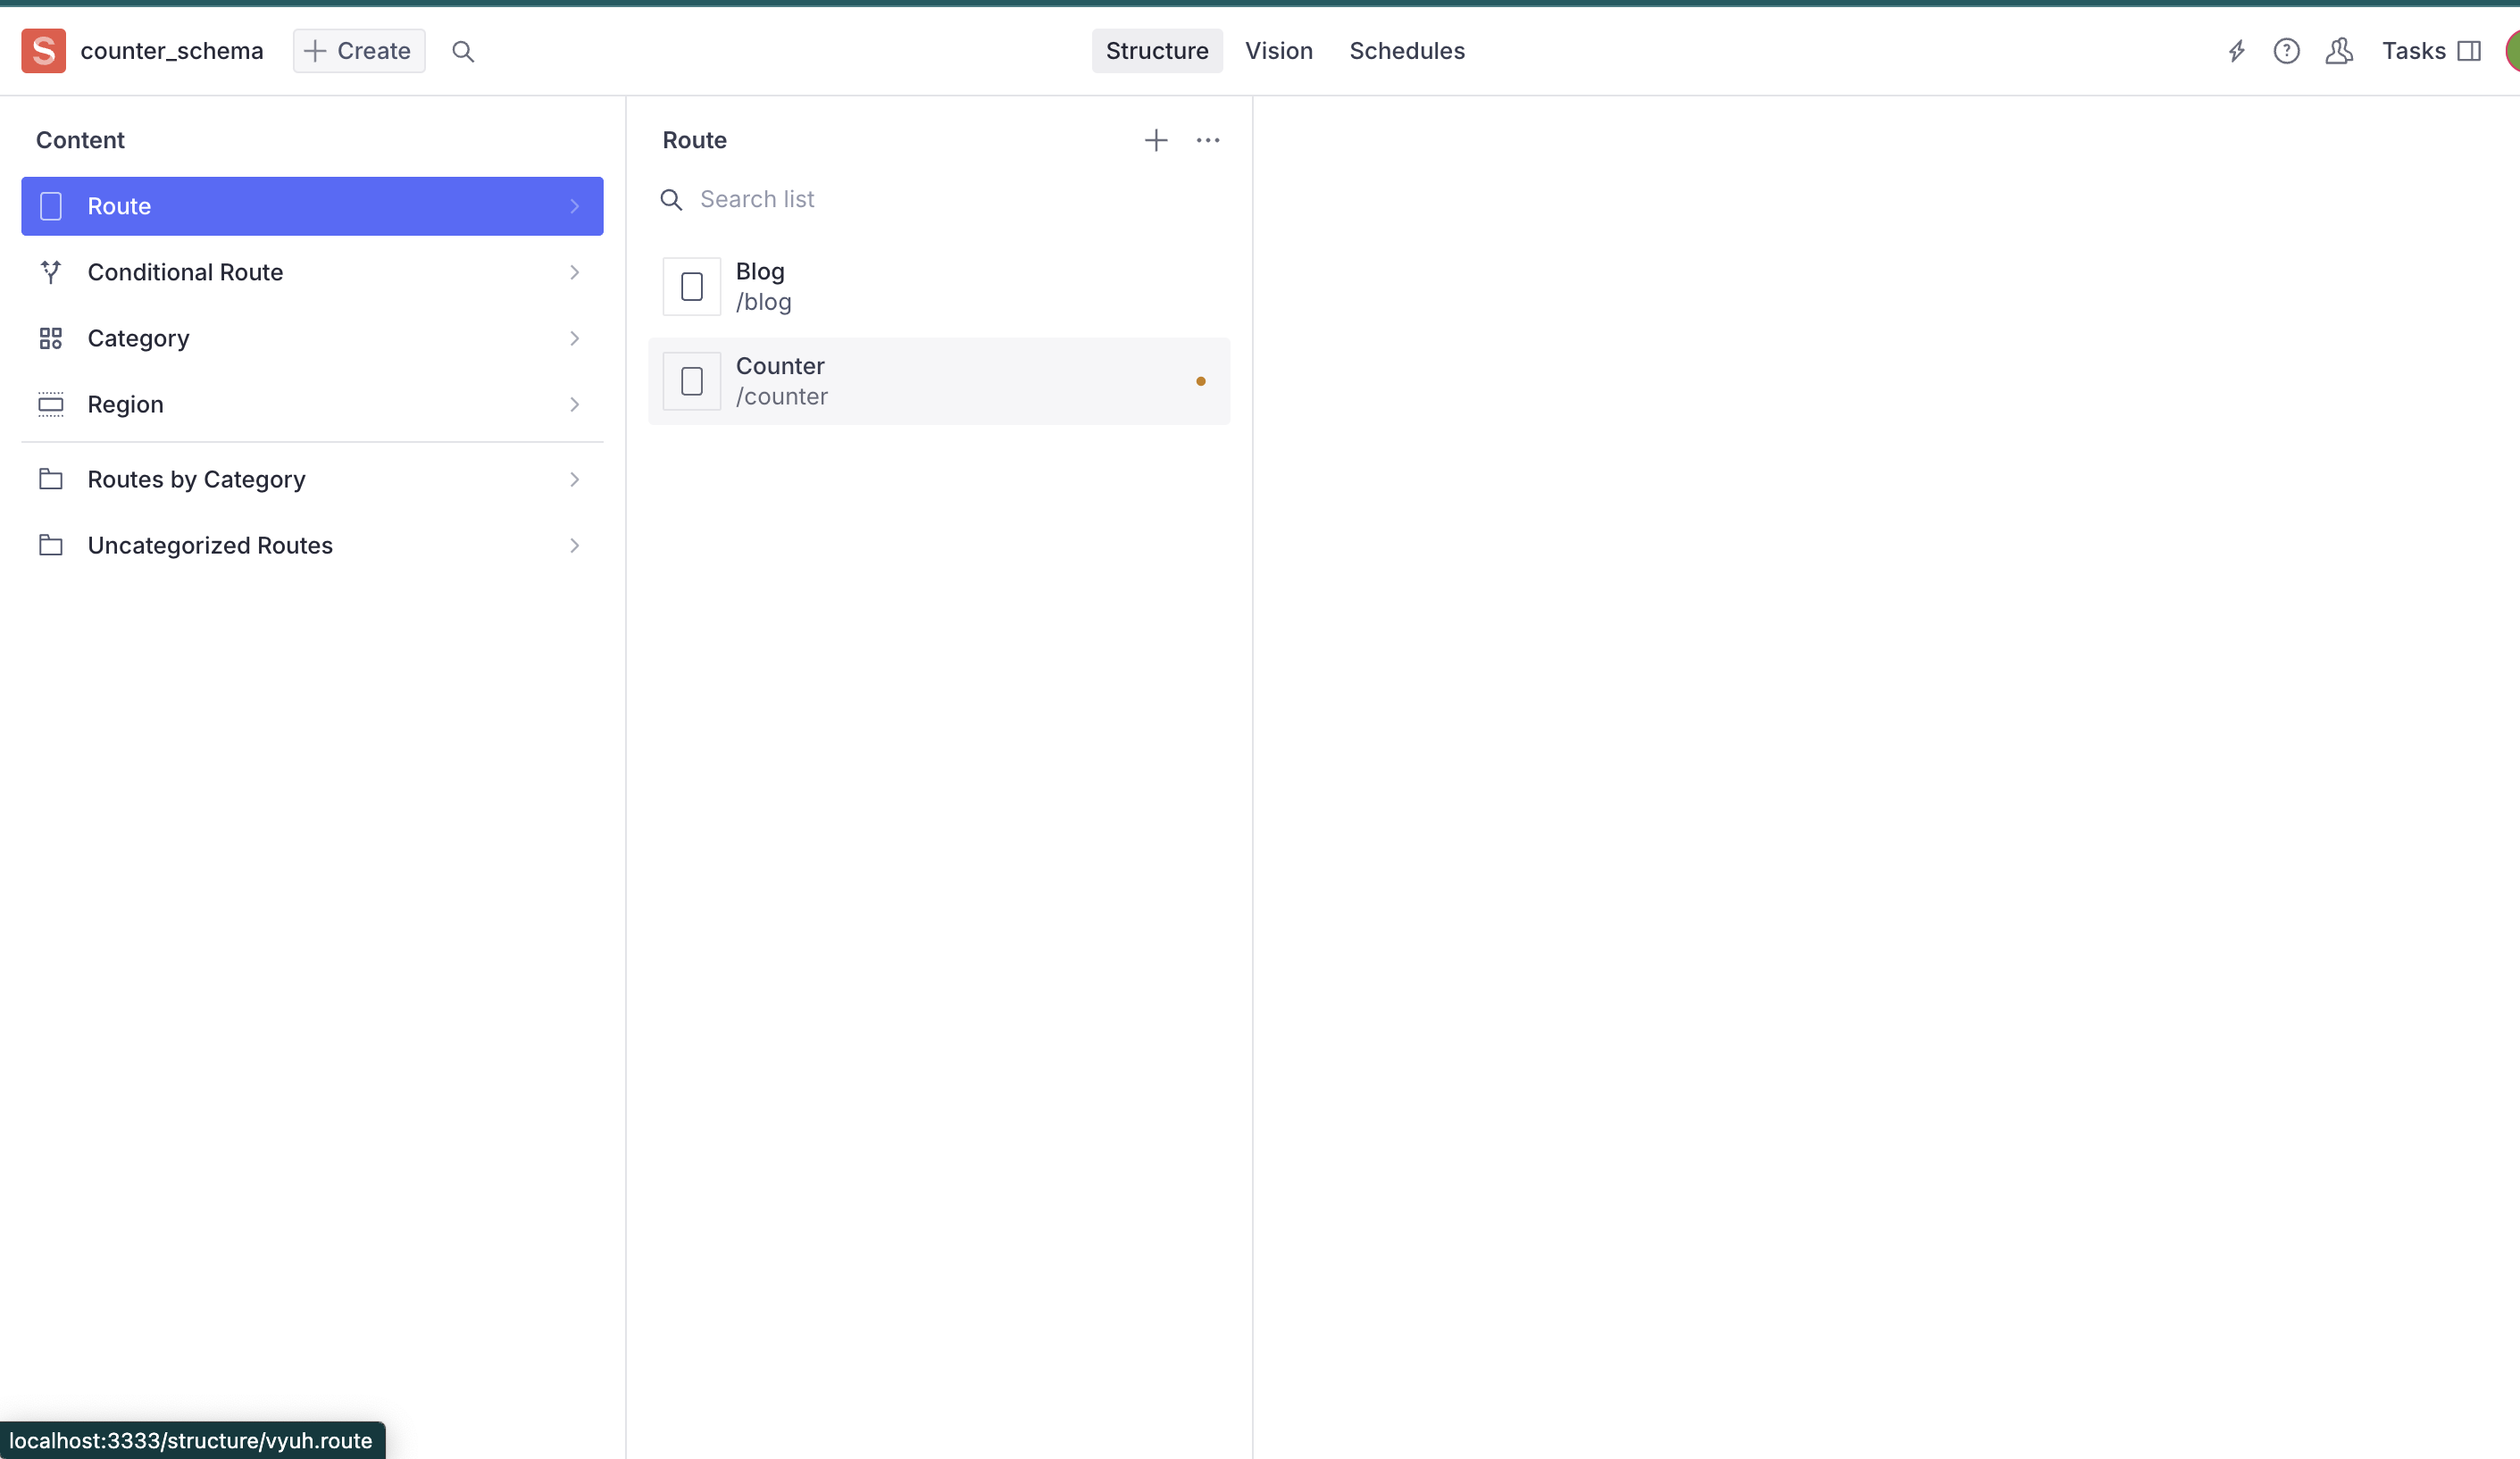 S counter_schema Create Structure Vision Schedules ? Tasks
Content
Route
Conditional Route
Category
Region
Routes by Category
Uncategorized Routes
Route
Search list
Blog
/blog
Counter
/counter
localhost:3333/structure/vyuh.route